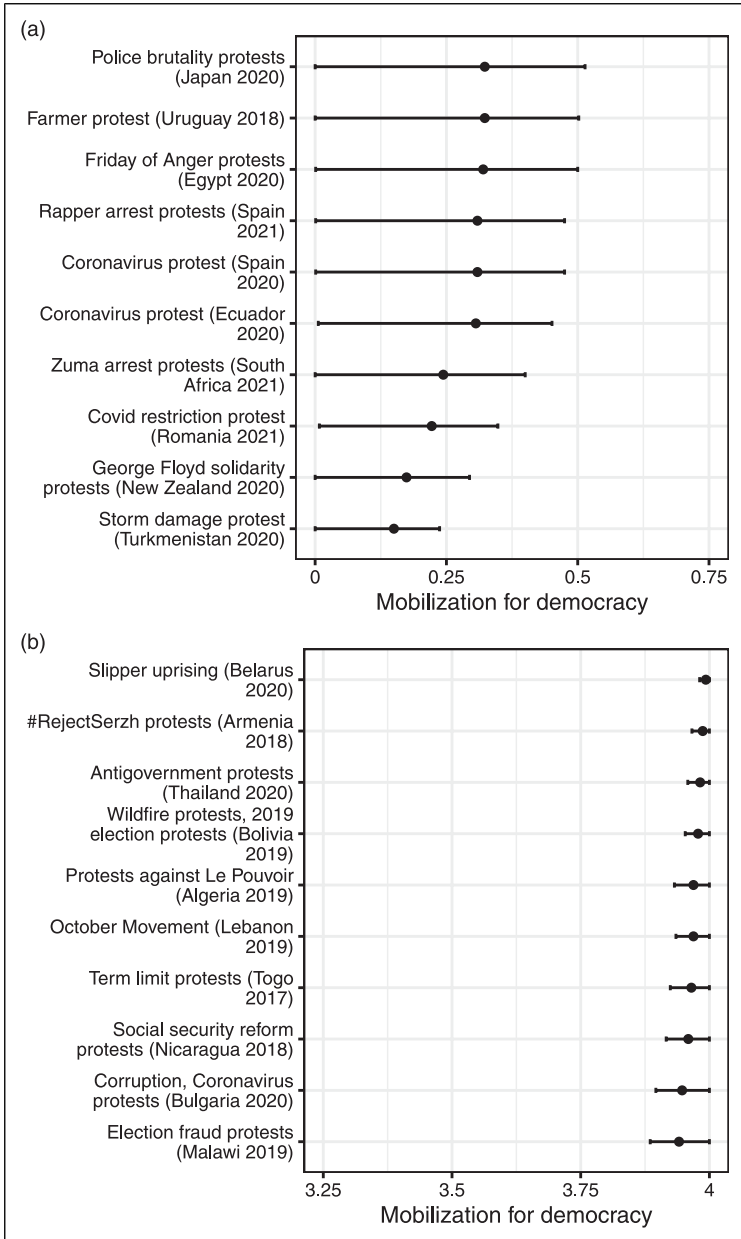 (a)
Police brutality protests
(Japan 2020)
Farmer protest (Uruguay 2018)
Friday of Anger protests
(Egypt 2020)
Rapper arrest protests (Spain
2021)
Coronavirus protest (Spain
2020)
Coronavirus protest (Ecuador
2020)
Zuma arrest protests (South
Africa 2021)
Covid restriction protest
(Romania 2021)
George Floyd solidarity
protests (New Zealand 2020)
Storm damage protest
(Turkmenistan 2020)
0 0.25 0.5 0.75
Mobilization for democracy
(b)
Slipper uprising (Belarus
2020)
#RejectSerzh protests (Armenia
2018)
Antigovernment protests
(Thailand 2020)
Wildfire protests, 2019
election protests (Bolivia
2019)
Protests against Le Pouvoir
(Algeria 2019)
October Movement (Lebanon
2019)
Term limit protests (Togo
2017)
Social security reform
protests (Nicaragua 2018)
Corruption, Coronavirus
protests (Bulgaria 2020)
Election fraud protests
(Malawi 2019)
3.25 3.5 3.75 4
Mobilization for democracy